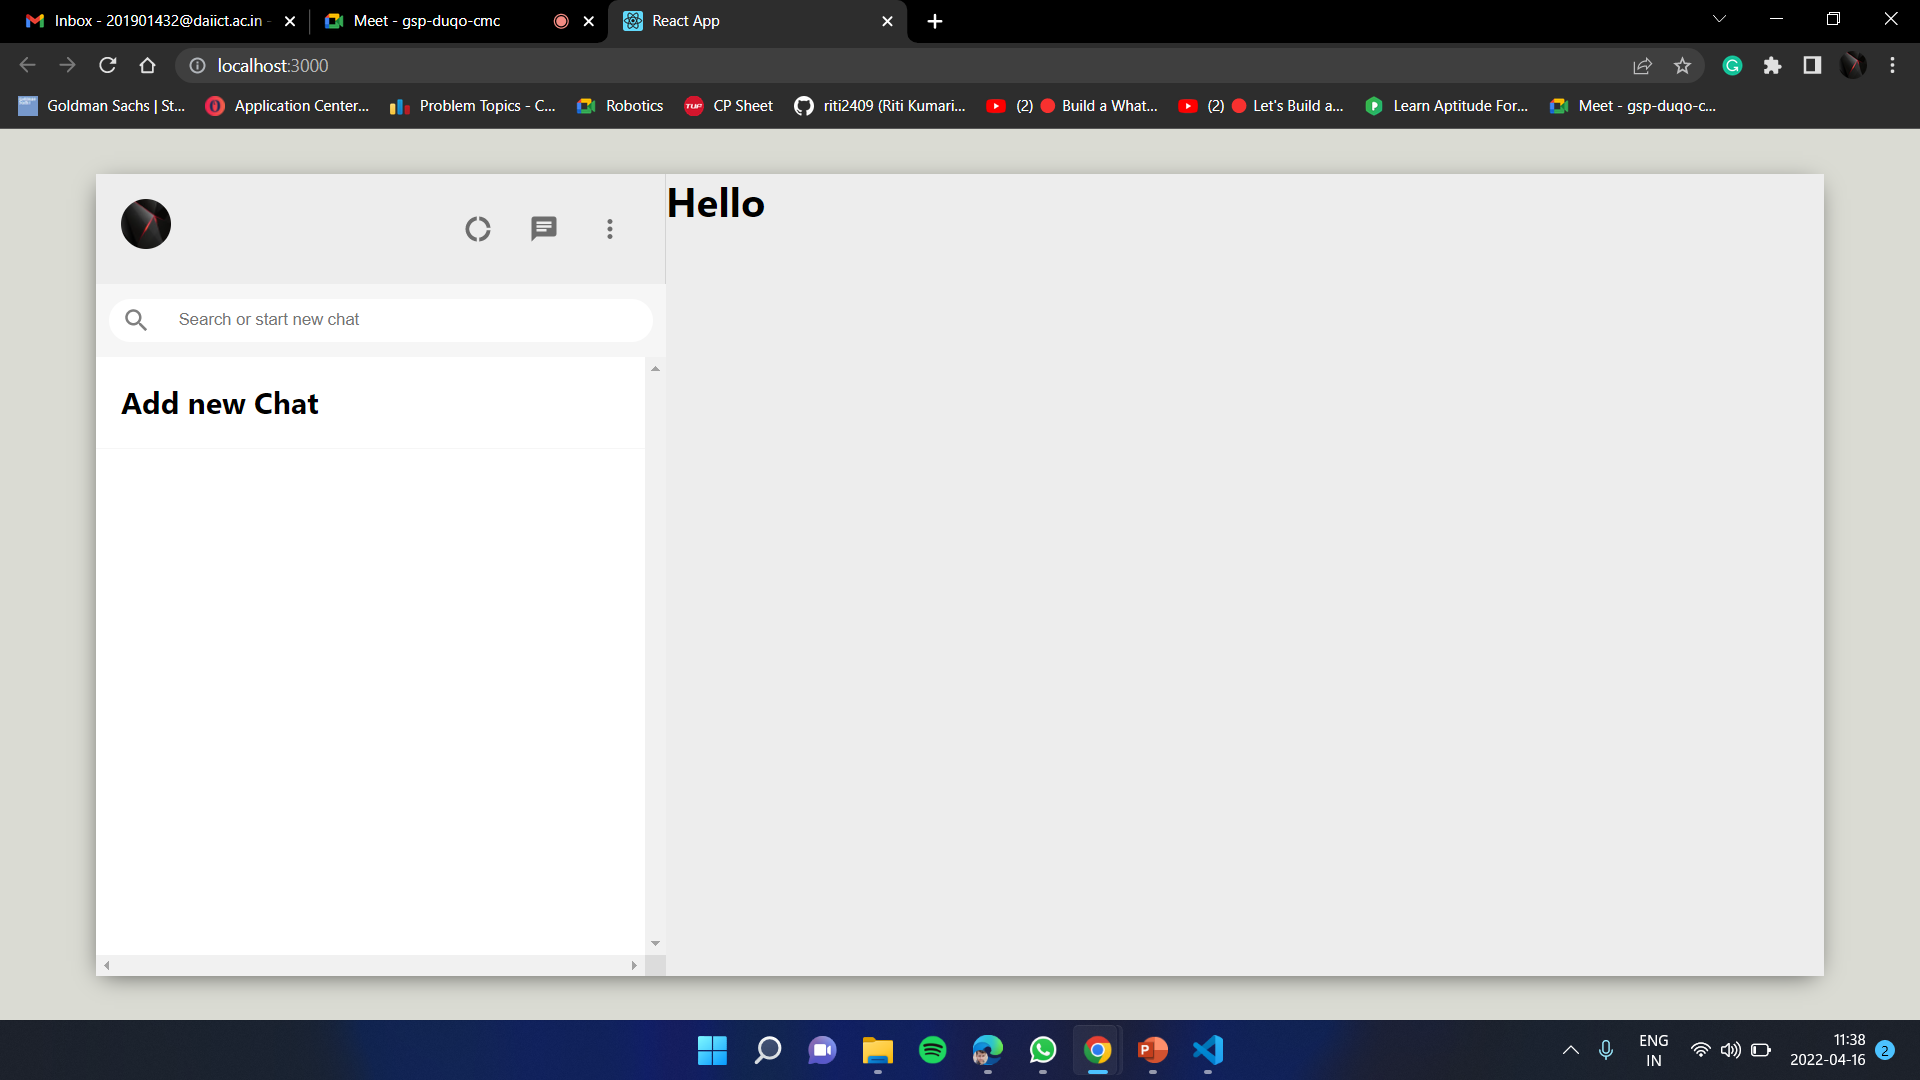 Inbox - 201901432@daiict.ac.in -
Meet - gsp-duqo-cmc
React App
localhost:3000
Goldman Sachs | St...
Application Center...
Problem Topics - C...
Robotics
TUF
CP Sheet
riti2409 (Riti Kumari...
(2) 🔴 Build a What...
(2) 🔴 Let's Build a...
Learn Aptitude For...
Meet - gsp-duqo-c...
Hello
Search or start new chat
Add new Chat
ENG
IN
11:38
2022-04-16
2